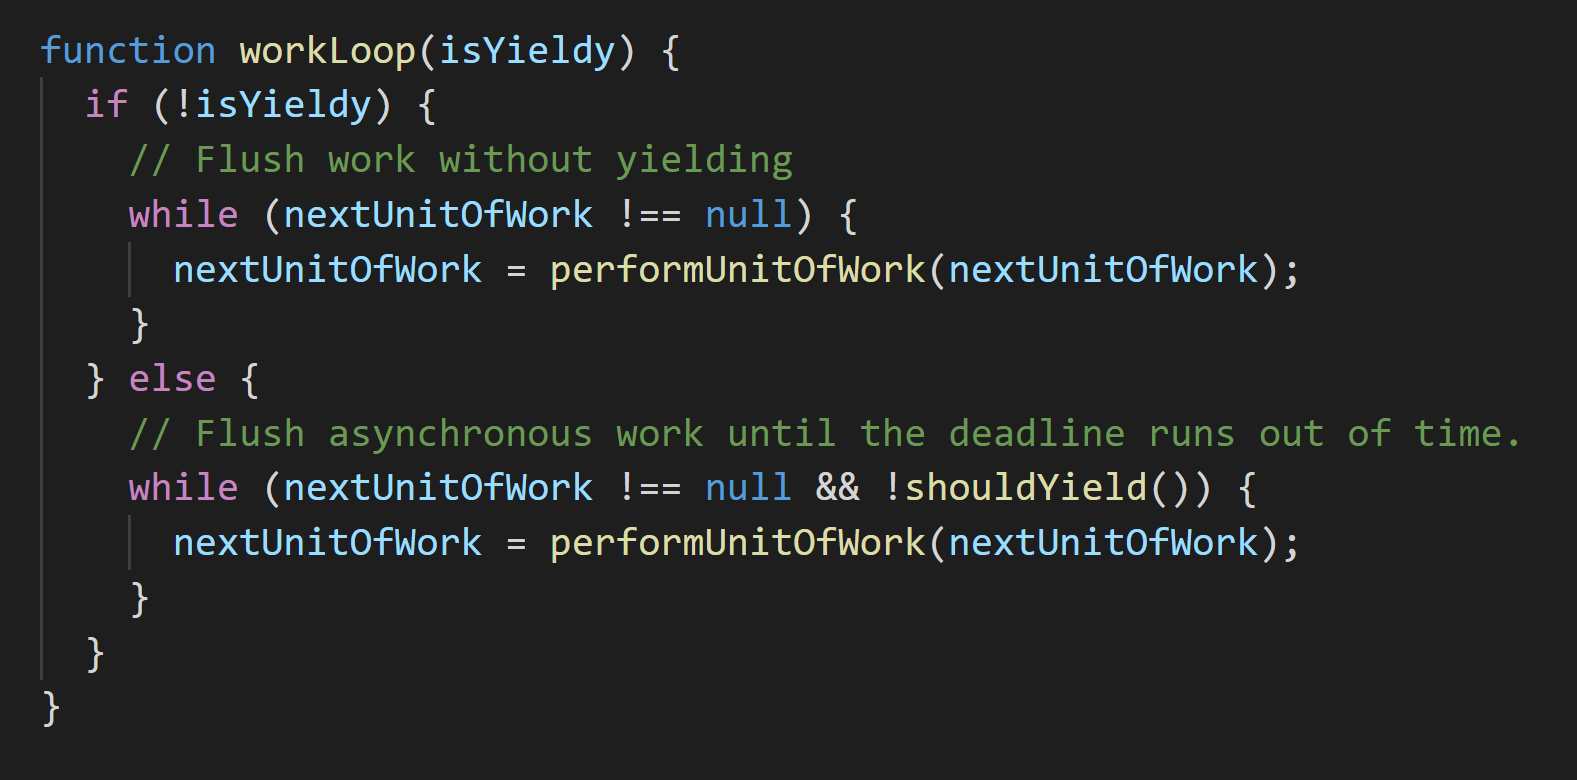 function workLoop(isYieldy) {
  if (!isYieldy) {
    // Flush work without yielding
    while (nextUnitOfWork !== null) {
      nextUnitOfWork = performUnitOfWork(nextUnitOfWork);
    }
  } else {
    // Flush asynchronous work until the deadline runs out of time.
    while (nextUnitOfWork !== null && !shouldYield()) {
      nextUnitOfWork = performUnitOfWork(nextUnitOfWork);
    }
  }
}